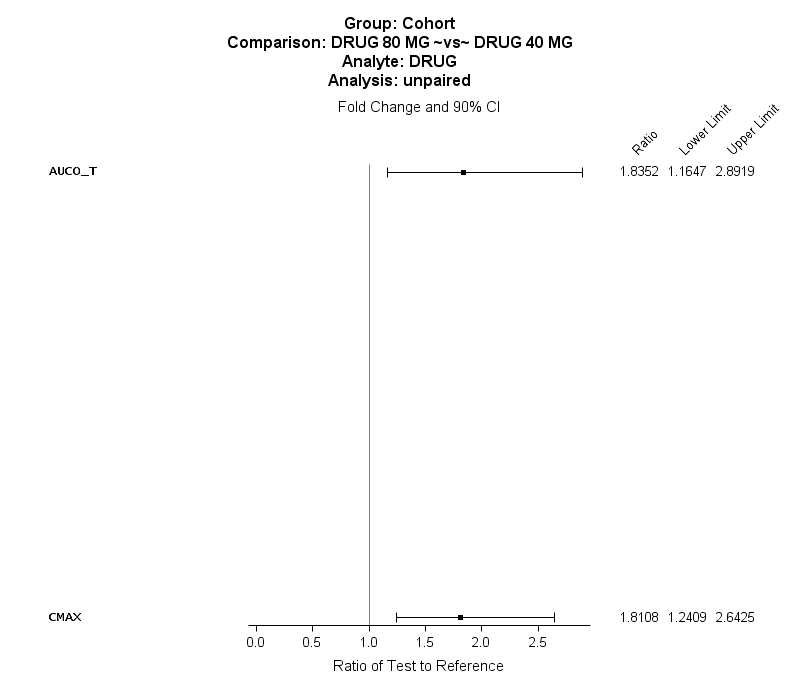 Group: Cohort
Comparison: DRUG 80 MG ~vs~ DRUG 40 MG
Analyte: DRUG
Analysis: unpaired
Fold Change and 90% CI
Ratio Lower Limit Upper Limit
AUCO_T 1.8352 1.1647 2.8919
CMAX 1.8108 1.2409 2.6425
0.0 0.5 1.0 1.5 2.0 2.5
Ratio of Test to Reference